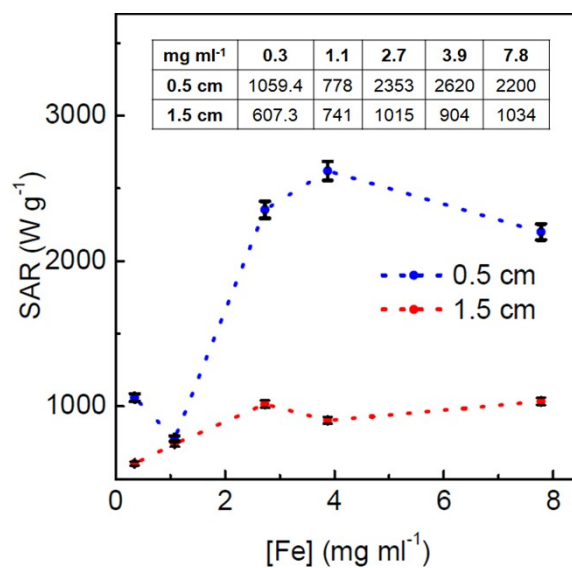 mg ml⁻¹ 0.3 1.1 2.7 3.9 7.8
0.5 cm 1059.4 778 2353 2620 2200
1.5 cm 607.3 741 1015 904 1034
3000
2000
1000
SAR (W g⁻¹)
0.5 cm
1.5 cm
0 2 4 6 8
[Fe] (mg ml⁻¹)